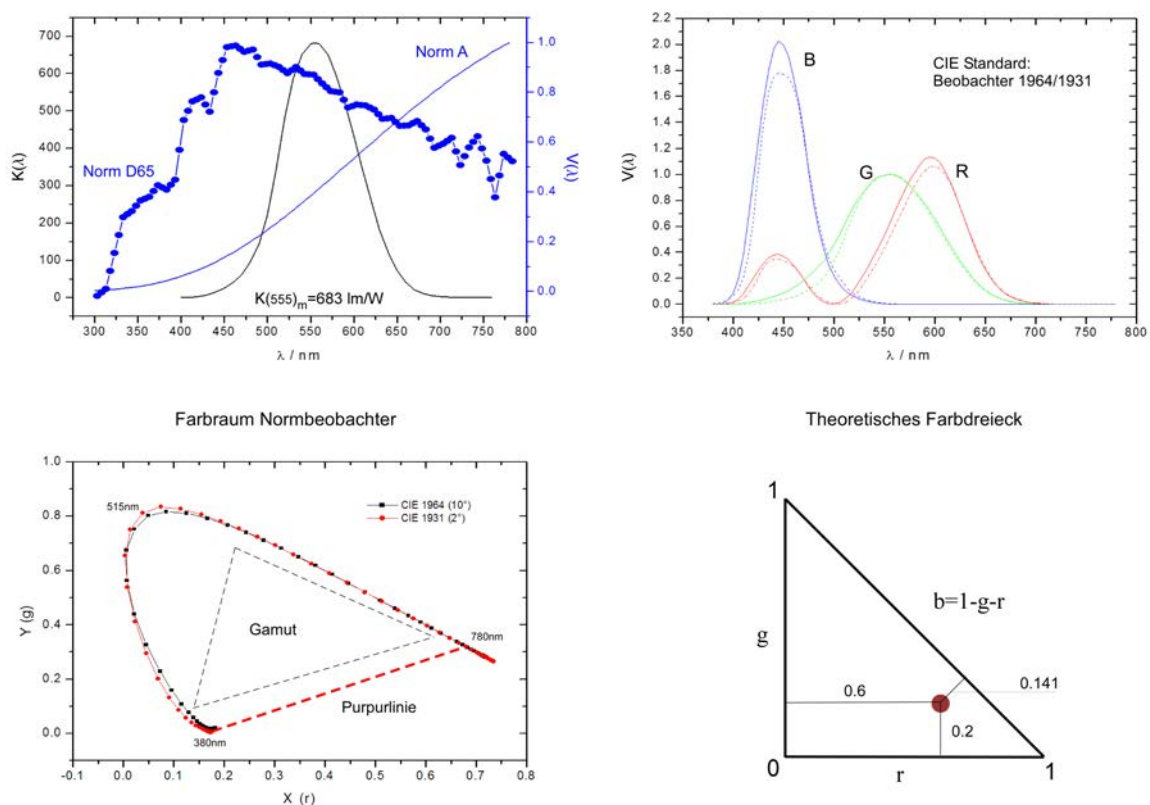 Norm A
Norm D65
K(λ)
V(λ)
K(555)m=683 lm/W
700
600
500
400
300
200
100
0
1.0
0.8
0.6
0.4
0.2
0.0
300 350 400 450 500 550 600 650 700 750 800
λ / nm
2.2
2.0
1.8
1.6
1.4
1.2
1.0
0.8
0.6
0.4
0.2
0.0
V(λ)
B
G
R
CIE Standard:
Beobachter 1964/1931
350 400 450 500 550 600 650 700 750 800
λ / nm
Farbraum Normbeobachter
1.0
0.8
0.6
0.4
0.2
0.0
Y (g)
515nm
CIE 1964 (10°)
CIE 1931 (2°)
Gamut
780nm
Purpurlinie
380nm
-0.1 0.0 0.1 0.2 0.3 0.4 0.5 0.6 0.7 0.8
X (r)
Theoretisches Farbdreieck
1
b=1-g-r
g
0.6
0.141
0.2
0
r
1